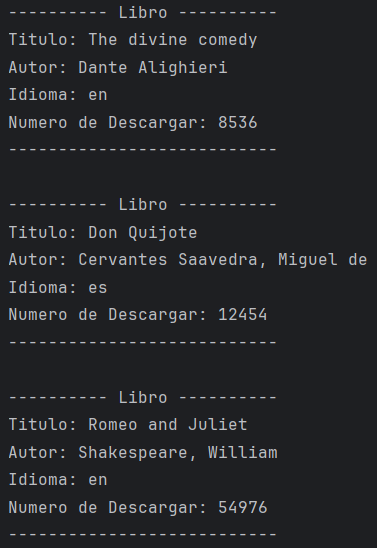 ---------- Libro ----------
Titulo: The divine comedy
Autor: Dante Alighieri
Idioma: en
Numero de Descargar: 8536
---------------------------
---------- Libro ----------
Titulo: Don Quijote
Autor: Cervantes Saavedra, Miguel de
Idioma: es
Numero de Descargar: 12454
---------------------------
---------- Libro ----------
Titulo: Romeo and Juliet
Autor: Shakespeare, William
Idioma: en
Numero de Descargar: 54976
---------------------------